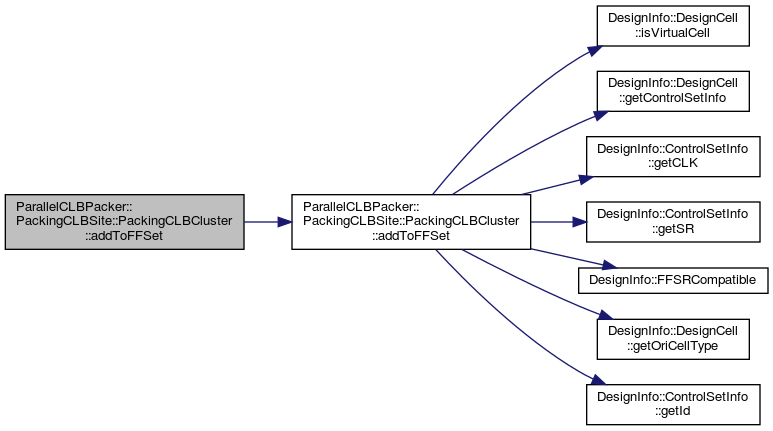 ParallelCLBPacker::
PackingCLBSite::PackingCLBCluster
::addToFFSet
ParallelCLBPacker::
PackingCLBSite::PackingCLBCluster
::addToFFSet
DesignInfo::DesignCell
::isVirtualCell
DesignInfo::DesignCell
::getControlSetInfo
DesignInfo::ControlSetInfo
::getCLK
DesignInfo::ControlSetInfo
::getSR
DesignInfo::FFSRCompatible
DesignInfo::DesignCell
::getOriCellType
DesignInfo::ControlSetInfo
::getId